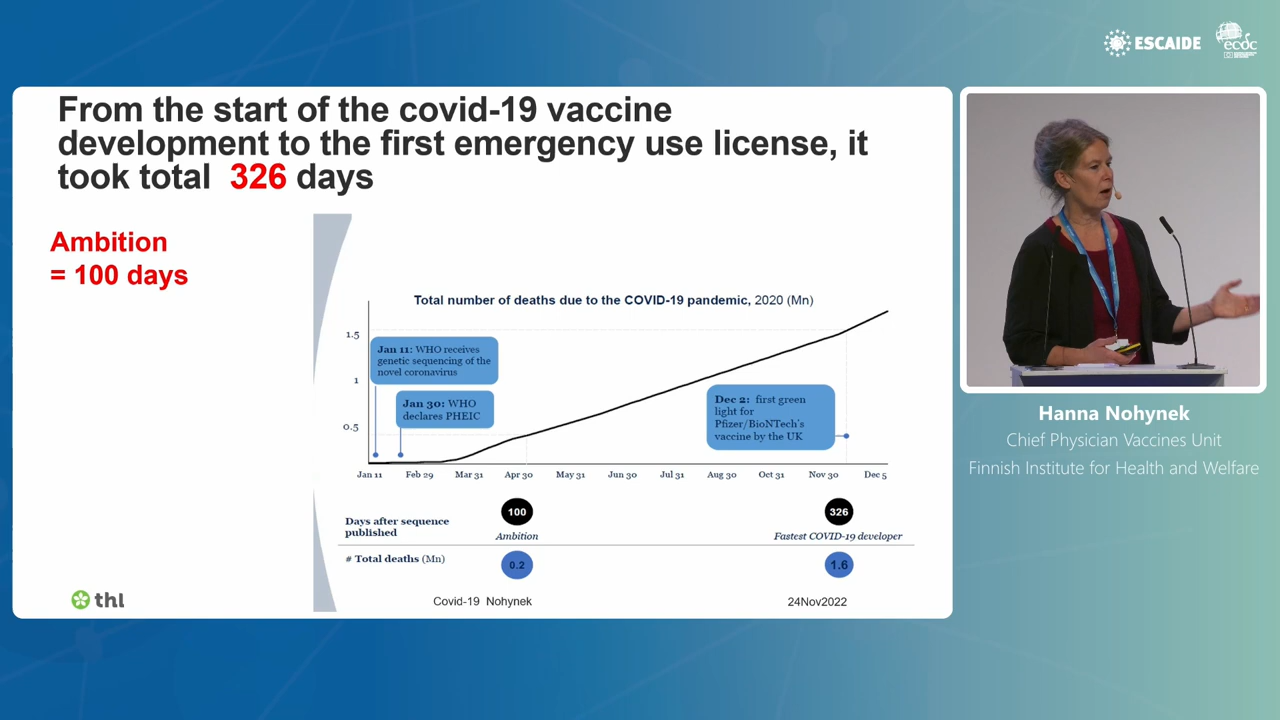 ESCAIDE
ecdc
From the start of the covid-19 vaccine
development to the first emergency use license, it
took total 326 days
Ambition
= 100 days
Total number of deaths due to the COVID-19 pandemic, 2020 (Mn)
1.5
1
0.5
Jan 11: WHO receives
genetic sequencing of the
novel coronavirus
Jan 30: WHO
declares PHEIC
Dec 2: first green
light for
Pfizer/BioNTech's
vaccine by the UK
Jan 11 Feb 29 Mar 31 Apr 30 May 31 Jun 30 Jul 31 Aug 30 Oct 31 Nov 30 Dec 5
Days after sequence
published
100
Ambition
326
Fastest COVID-19 developer
# Total deaths (Mn)
0.2
1.6
thl
Covid-19 Nohynek
24Nov2022
Hanna Nohynek
Chief Physician Vaccines Unit
Finnish Institute for Health and Welfare